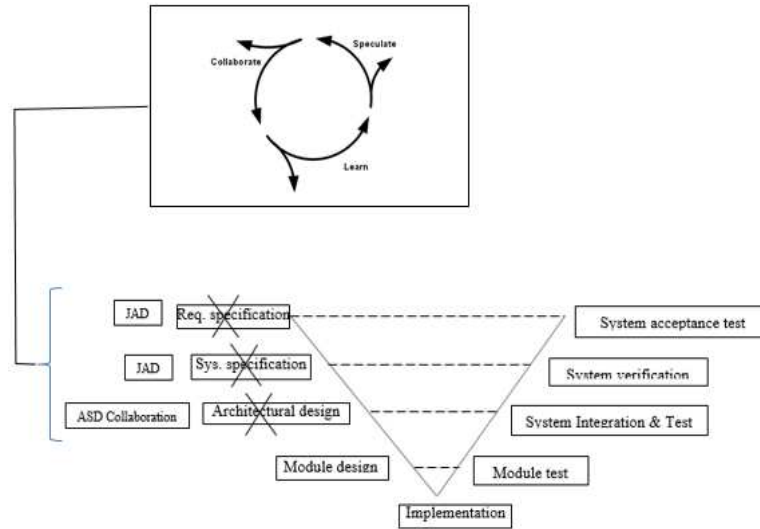 Speculate
Collaborate
Learn
JAD
Req. specification
System acceptance test
JAD
Sys. specification
System verification
ASD Collaboration
Architectural design
System Integration & Test
Module design
Module test
Implementation